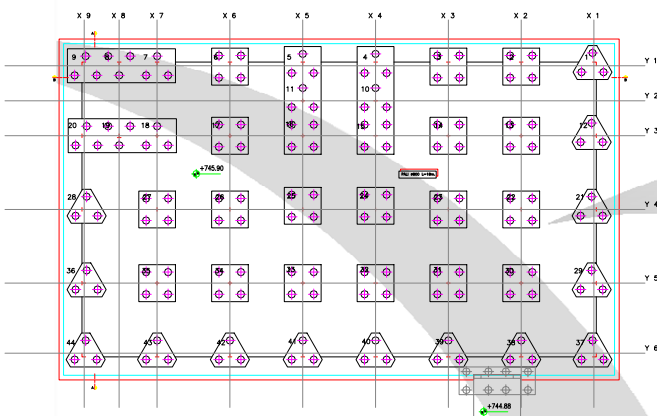 X 9 X 8 X 7 X 6 X 5 X 4 X 3 X 2 X 1
9 8 7 6 5 4 3 2 1 Y 1
11 10 Y 2
20 19 18 17 16 15 14 13 12 Y 3
+745.90
28 27 26 25 24 23 22 21 Y 4
36 35 34 33 32 31 30 29 Y 5
44 43 42 41 40 39 38 37 Y 6
+744.88